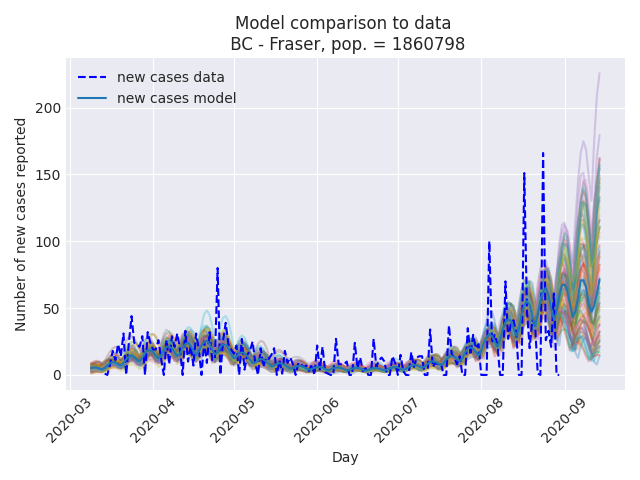 Model comparison to data
BC - Fraser, pop. = 1860798
new cases data
new cases model
Number of new cases reported
200
150
100
50
0
2020-03
2020-04
2020-05
2020-06
2020-07
2020-08
2020-09
Day